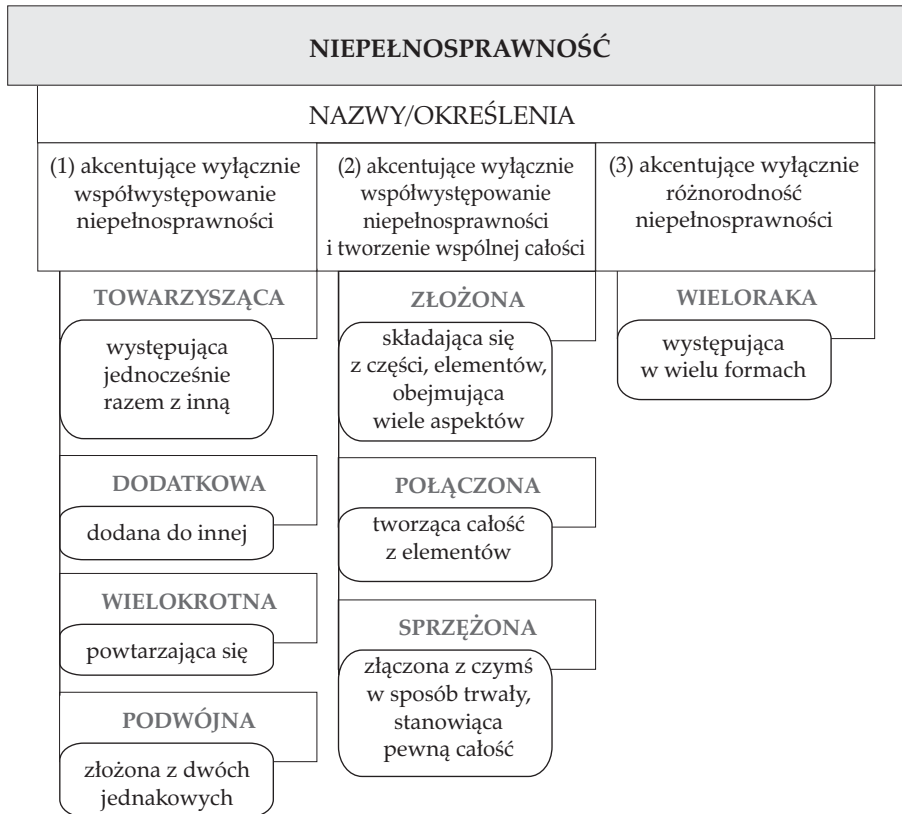 NIEPEŁNOSPRAWNOŚĆ
NAZWY/OKREŚLENIA
(1) akcentujące wyłącznie
współwystępowanie
niepełnosprawności
(2) akcentujące wyłącznie
współwystępowanie
niepełnosprawności
i tworzenie wspólnej całości
(3) akcentujące wyłącznie
różnorodność
niepełnosprawności
TOWARZYSZĄCA
występująca
jednocześnie
razem z inną
DODATKOWA
dodana do innej
WIELOKROTNA
powtarzająca się
PODWÓJNA
złożona z dwóch
jednakowych
ZŁOŻONA
składająca się
z części, elementów,
obejmująca
wiele aspektów
POŁĄCZONA
tworząca całość
z elementów
SPRZĘŻONA
złączona z czymś
w sposób trwały,
stanowiąca
pewną całość
WIELORAKA
występująca
w wielu formach